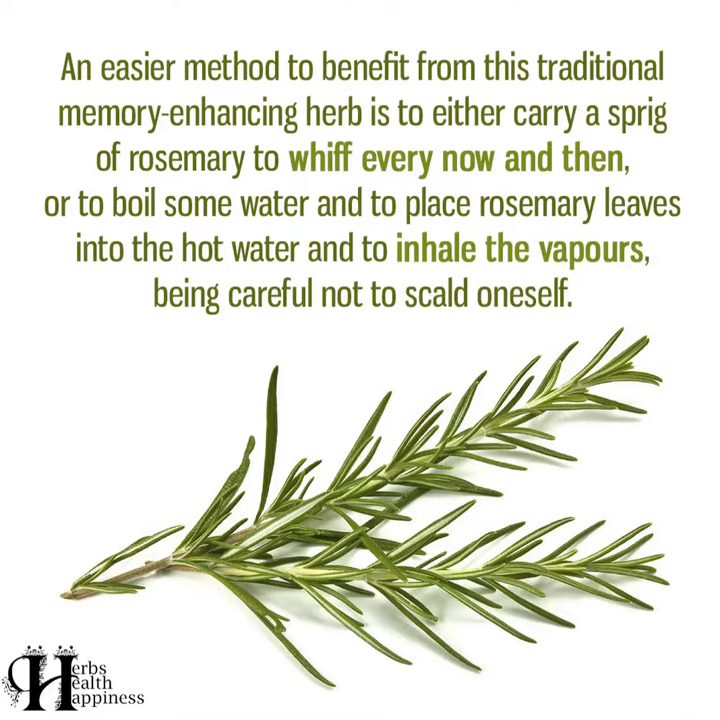 An easier method to benefit from this traditional
memory-enhancing herb is to either carry a sprig
of rosemary to whiff every now and then,
or to boil some water and to place rosemary leaves
into the hot water and to inhale the vapours,
being careful not to scald oneself.
Herbs
Health
Happiness